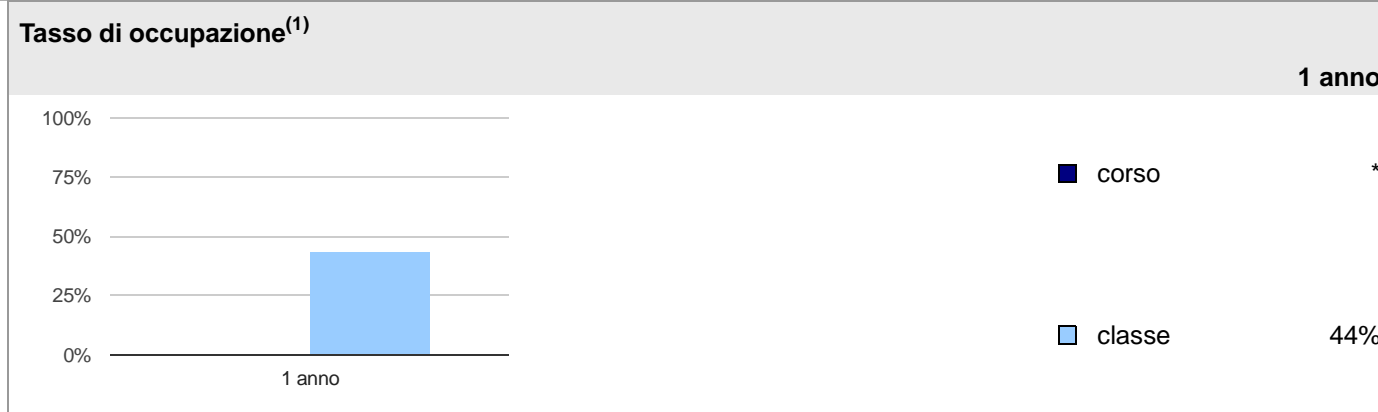 Tasso di occupazione(1)
1 anno
100%
75%
50%
25%
0%
1 anno
corso *
classe 44%